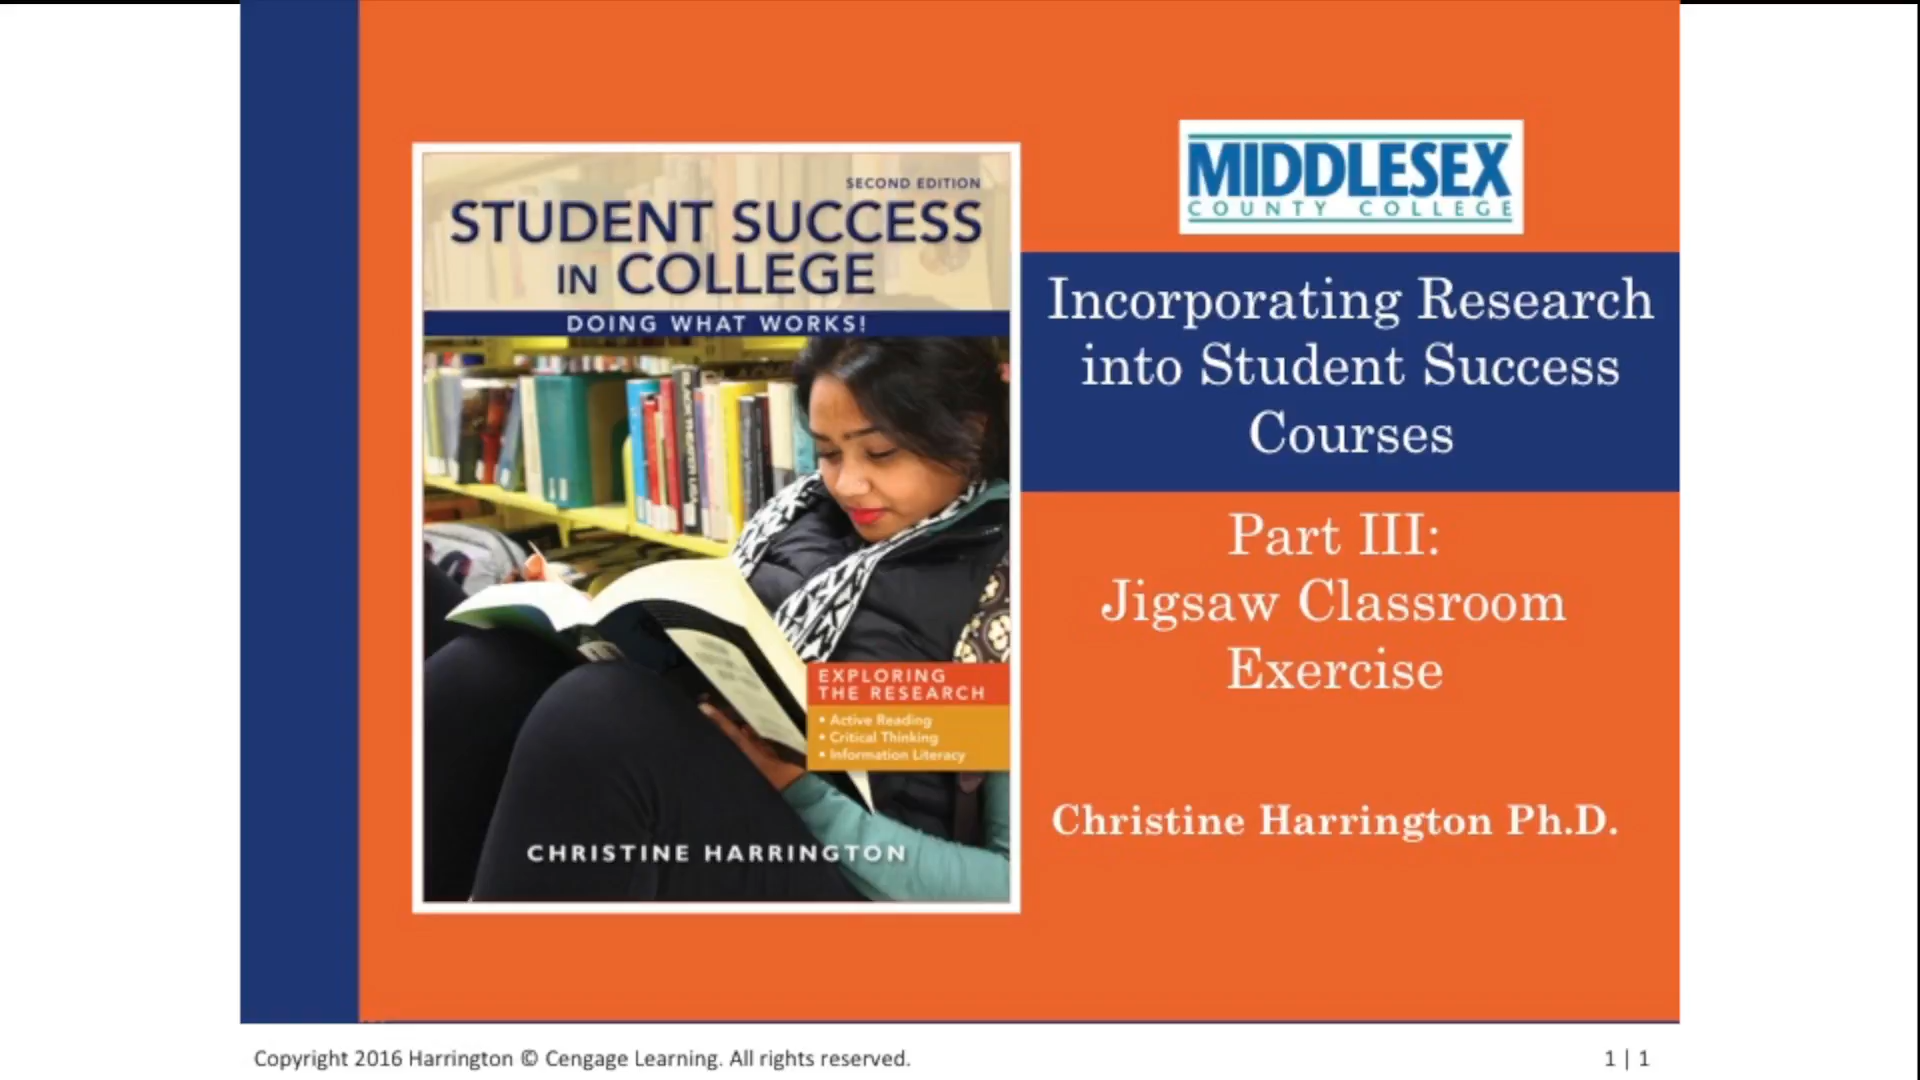 SECOND EDITION
STUDENT SUCCESS
IN COLLEGE
DOING WHAT WORKS!
EXPLORING
THE RESEARCH
• Active Reading
• Critical Thinking
• Information Literacy
CHRISTINE HARRINGTON
MIDDLESEX
COUNTY COLLEGE
Incorporating Research
into Student Success
Courses
Part III:
Jigsaw Classroom
Exercise
Christine Harrington Ph.D.
Copyright 2016 Harrington © Cengage Learning. All rights reserved.
1 | 1